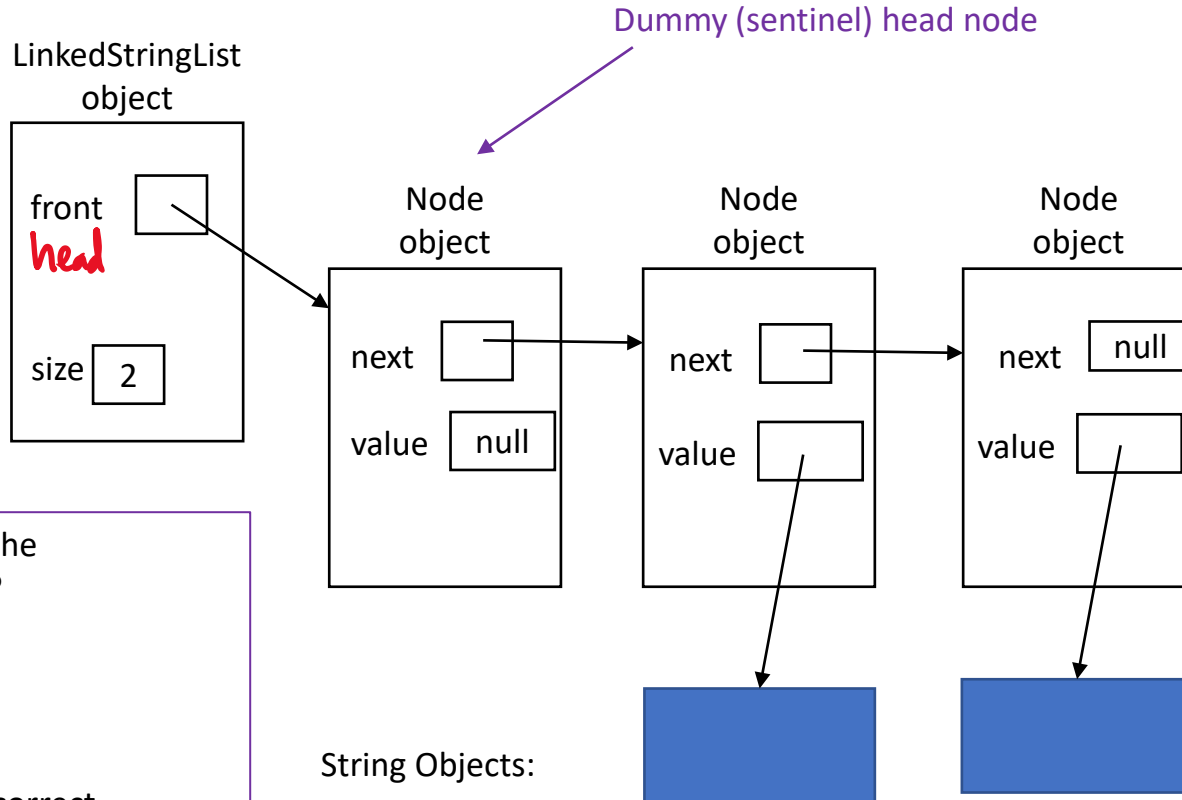 Dummy (sentinel) head node
LinkedStringList
object
front
head
size
2
Node
object
next
value
null
Node
object
next
value
Node
object
next
null
value
he
String Objects:
correct